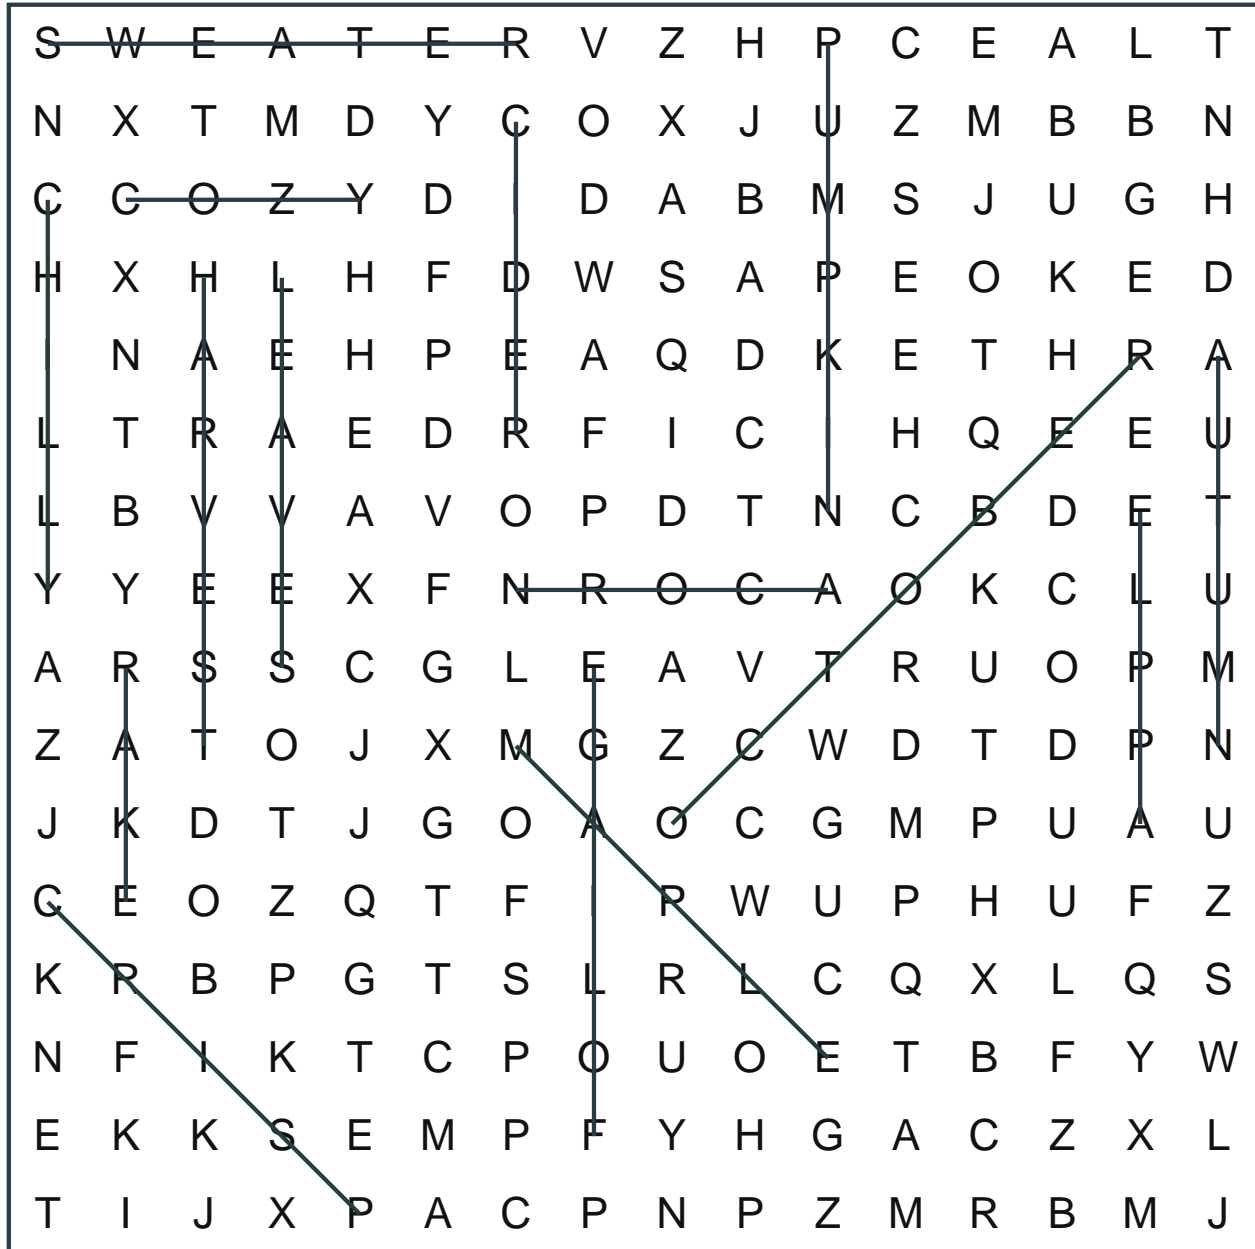 S W E A T E R V Z H P C E A L T
N X T M D Y C O X J U Z M B B N
C C O Z Y D I D A B M S J U G H
H X H L H F D W S A P E O K E D
I N A E H P E A Q D K E T H R A
L T R A E D R F I C I H Q E E U
L B V V A V O P D T N C B D E T
Y Y E E X F N R O C A O K C L U
A R S S C G L E A V T R U O P M
Z A T O J X M G Z C W D T D P N
J K D T J G O A O C G M P U A U
C E O Z Q T F I P W U P H U F Z
K R B P G T S L R L C Q X L Q S
N F I K T C P O U O E T B F Y W
E K K S E M P F Y H G A C Z X L
T I J X P A C P N P Z M R B M J